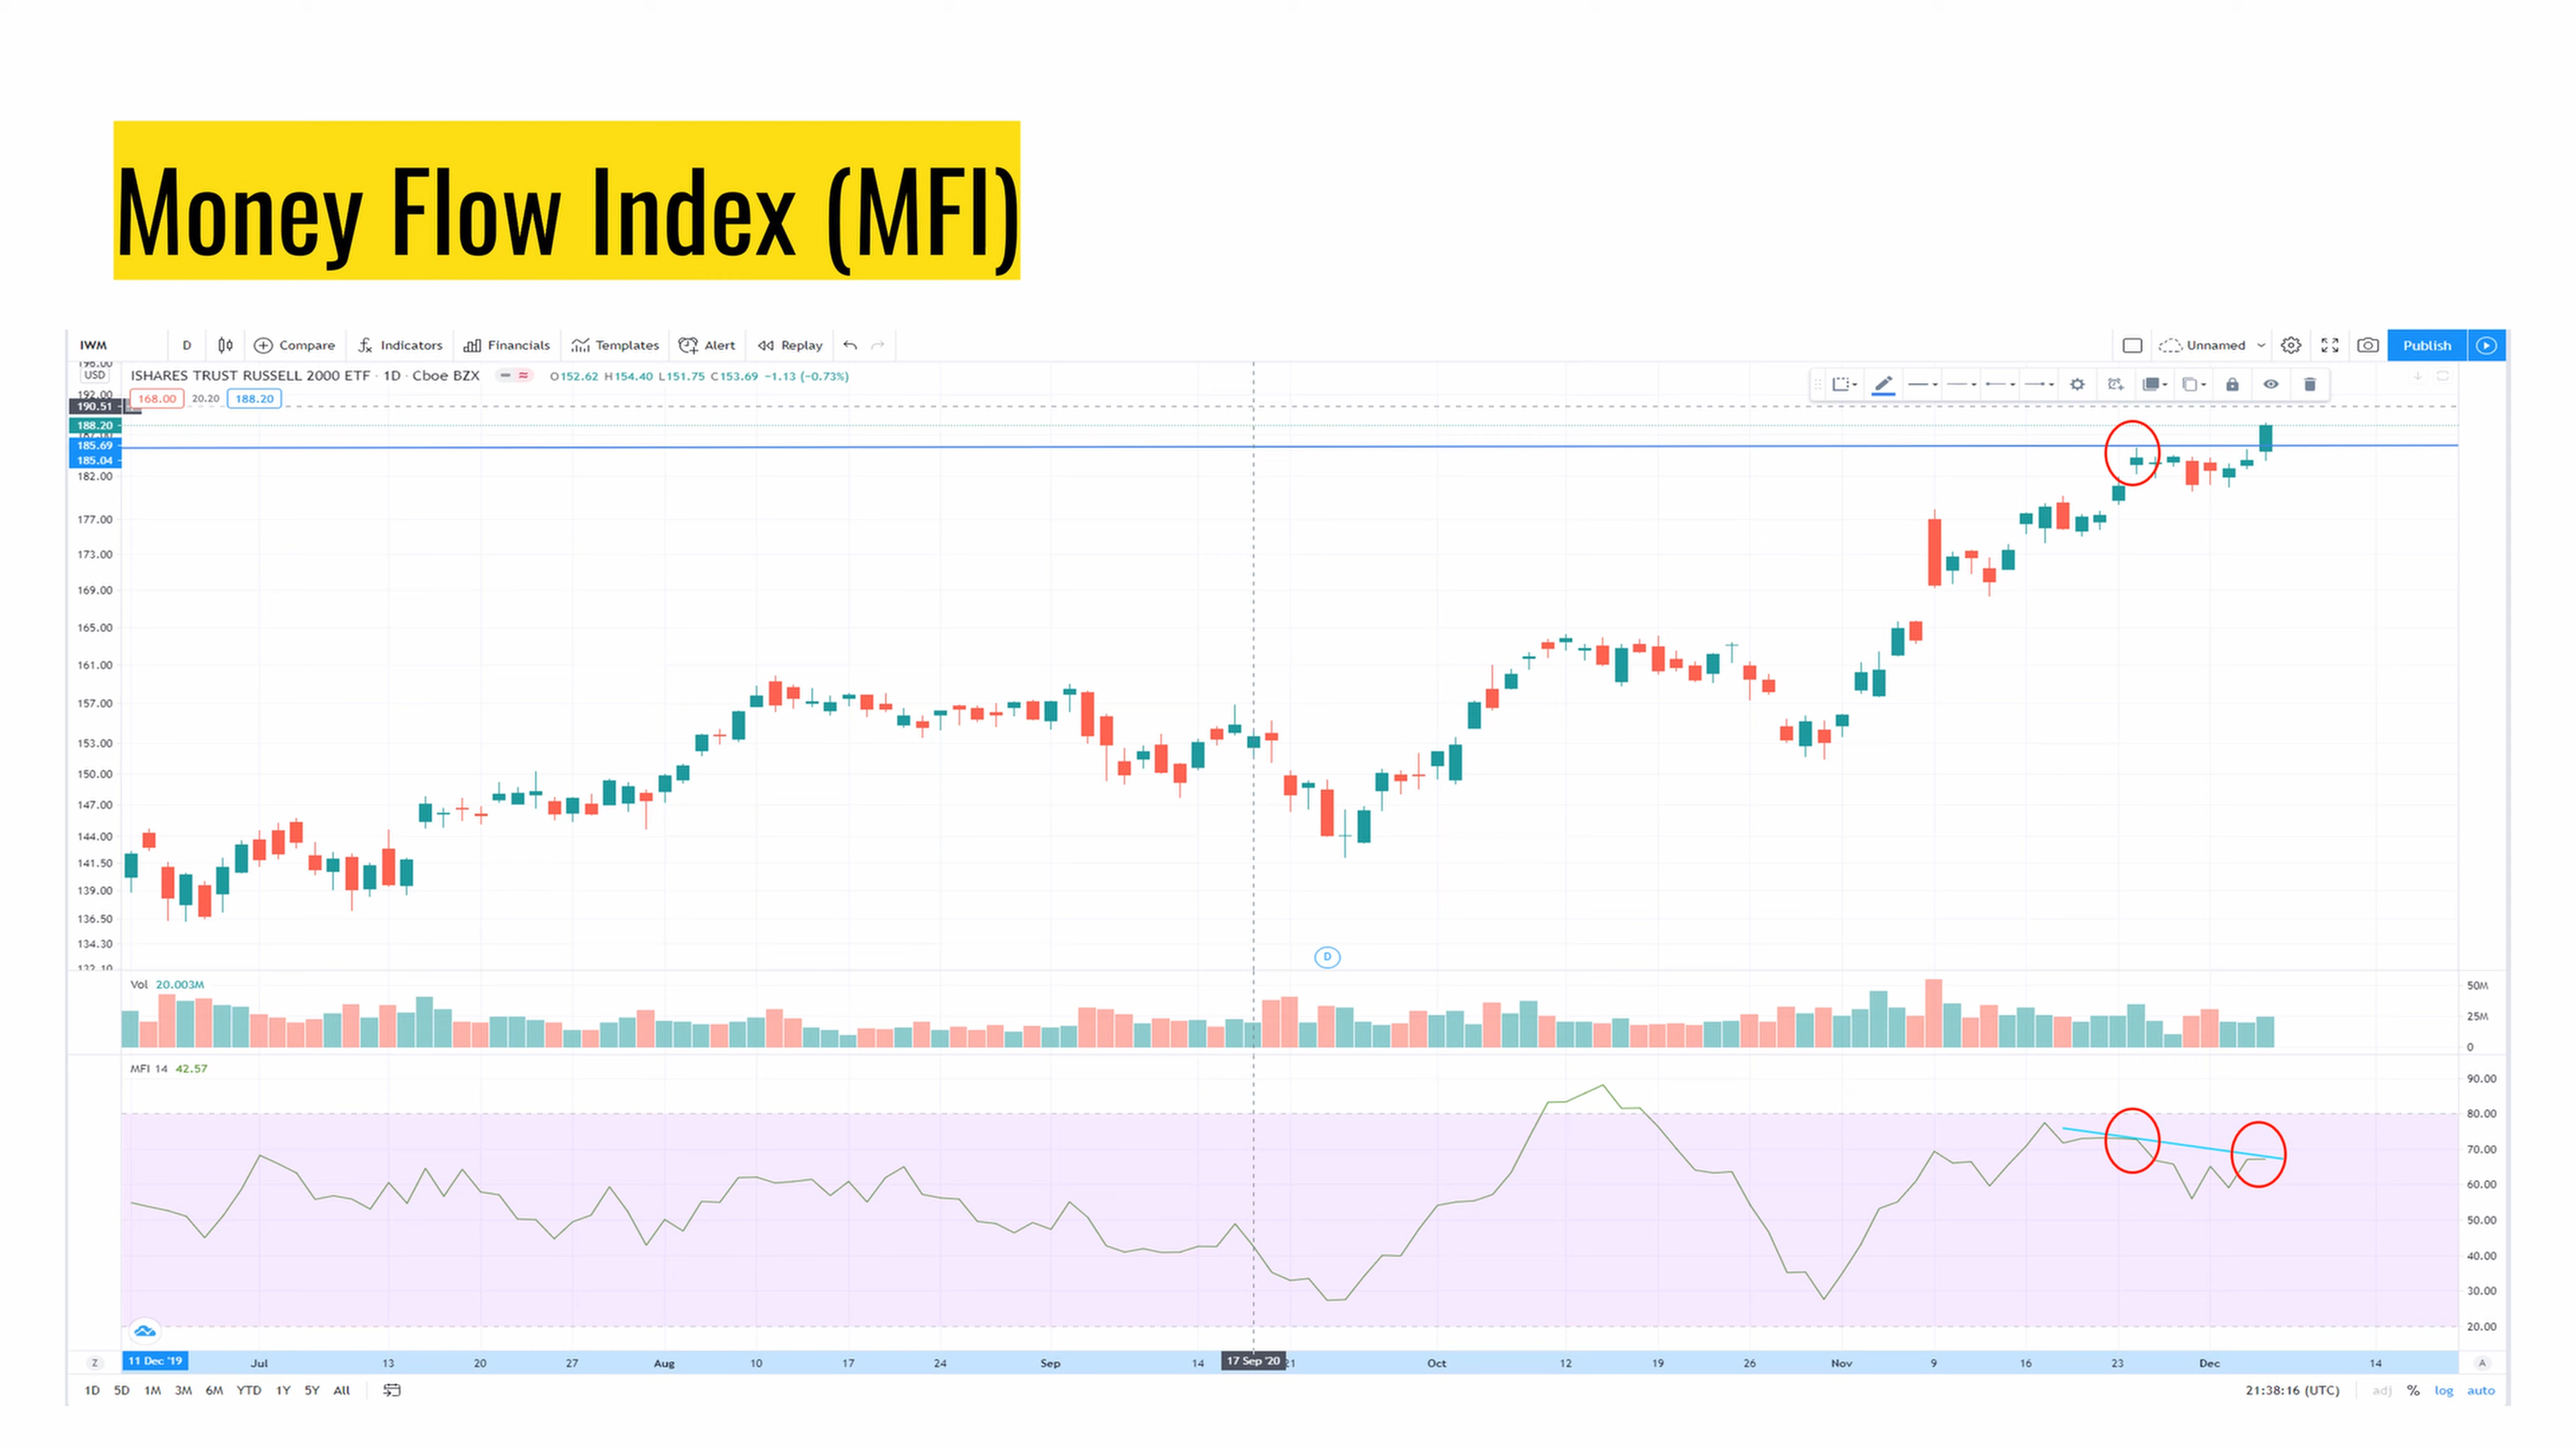 Money Flow Index (MFI)
IWM D Compare Indicators Financials Templates Alert Replay Unnamed Publish
ISHARES TRUST RUSSELL 2000 ETF · 1D · Cboe BZX O152.62 H154.40 L151.75 C153.69 −1.13 (−0.73%)
168.00 20.20 188.20
USD
192.00
190.51
188.20
185.69
185.04
182.00
177.00
173.00
169.00
165.00
161.00
157.00
153.00
150.00
147.00
144.00
141.50
139.00
136.50
134.30
D
Vol 20.003M
50M
25M
0
MFI 14 42.57
90.00
80.00
70.00
60.00
50.00
40.00
30.00
20.00
Z 11 Dec '19 Jul 13 20 27 Aug 10 17 24 Sep 14 17 Sep '20 21 Oct 12 19 26 Nov 9 16 23 Dec 14 A
1D 5D 1M 3M 6M YTD 1Y 5Y All 21:38:16 (UTC) adj % log auto